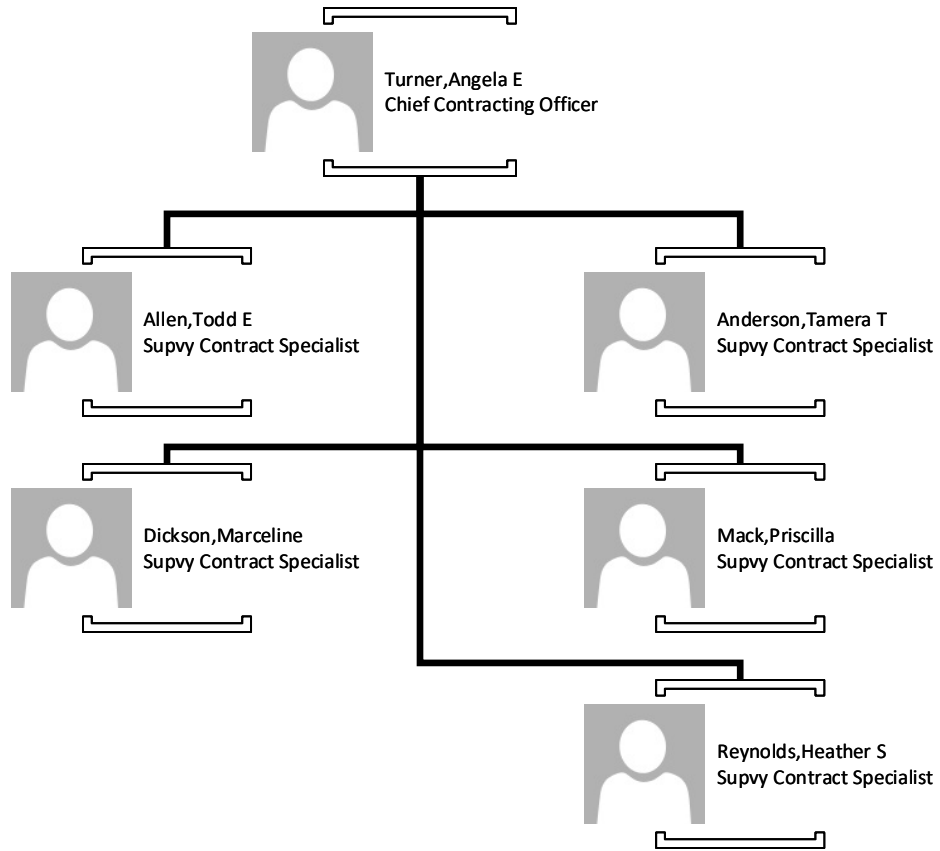 Turner,Angela E
Chief Contracting Officer
Allen,Todd E
Supvy Contract Specialist
Anderson,Tamera T
Supvy Contract Specialist
Dickson,Marceline
Supvy Contract Specialist
Mack,Priscilla
Supvy Contract Specialist
Reynolds,Heather S
Supvy Contract Specialist